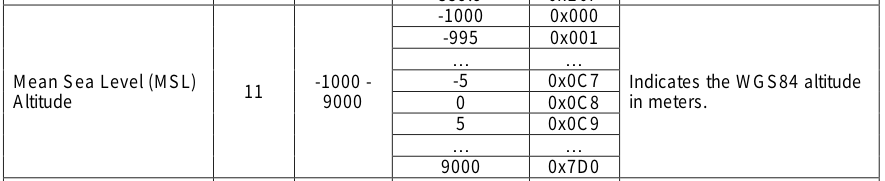 -1000 0x000
-995 0x001
... ...
Mean Sea Level (MSL) Altitude 11 -1000 - 9000 -5 0x0C7 Indicates the WGS84 altitude in meters.
0 0x0C8
5 0x0C9
... ...
9000 0x7D0